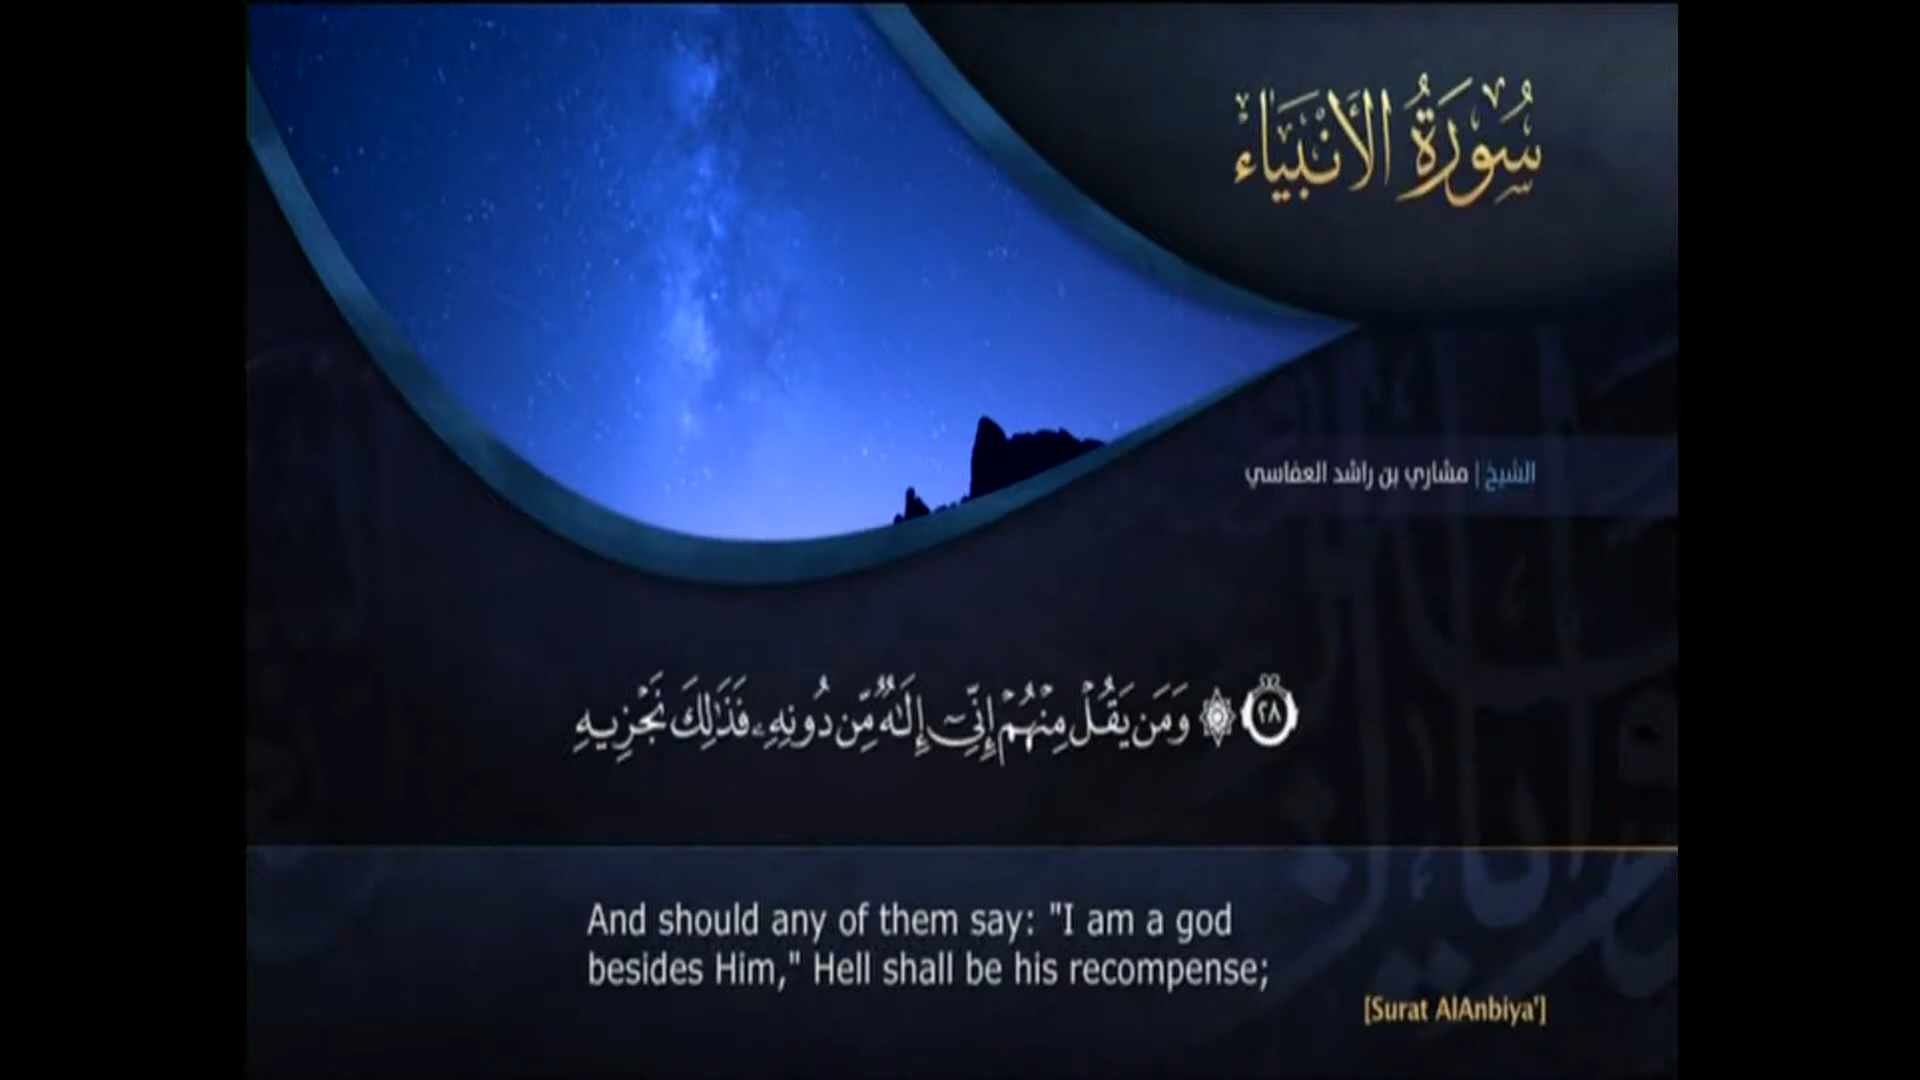 سُورَةُ الأَنْبِيَاءِ
الشيخ | مشاري بن راشد العفاسي
٢٨ ۞ وَمَن يَقُلْ مِنْهُمْ إِنِّىٓ إِلَٰهٌ مِّن دُونِهِۦ فَذَٰلِكَ نَجْزِيهِ
And should any of them say: "I am a god
besides Him," Hell shall be his recompense;
[Surat AlAnbiya']